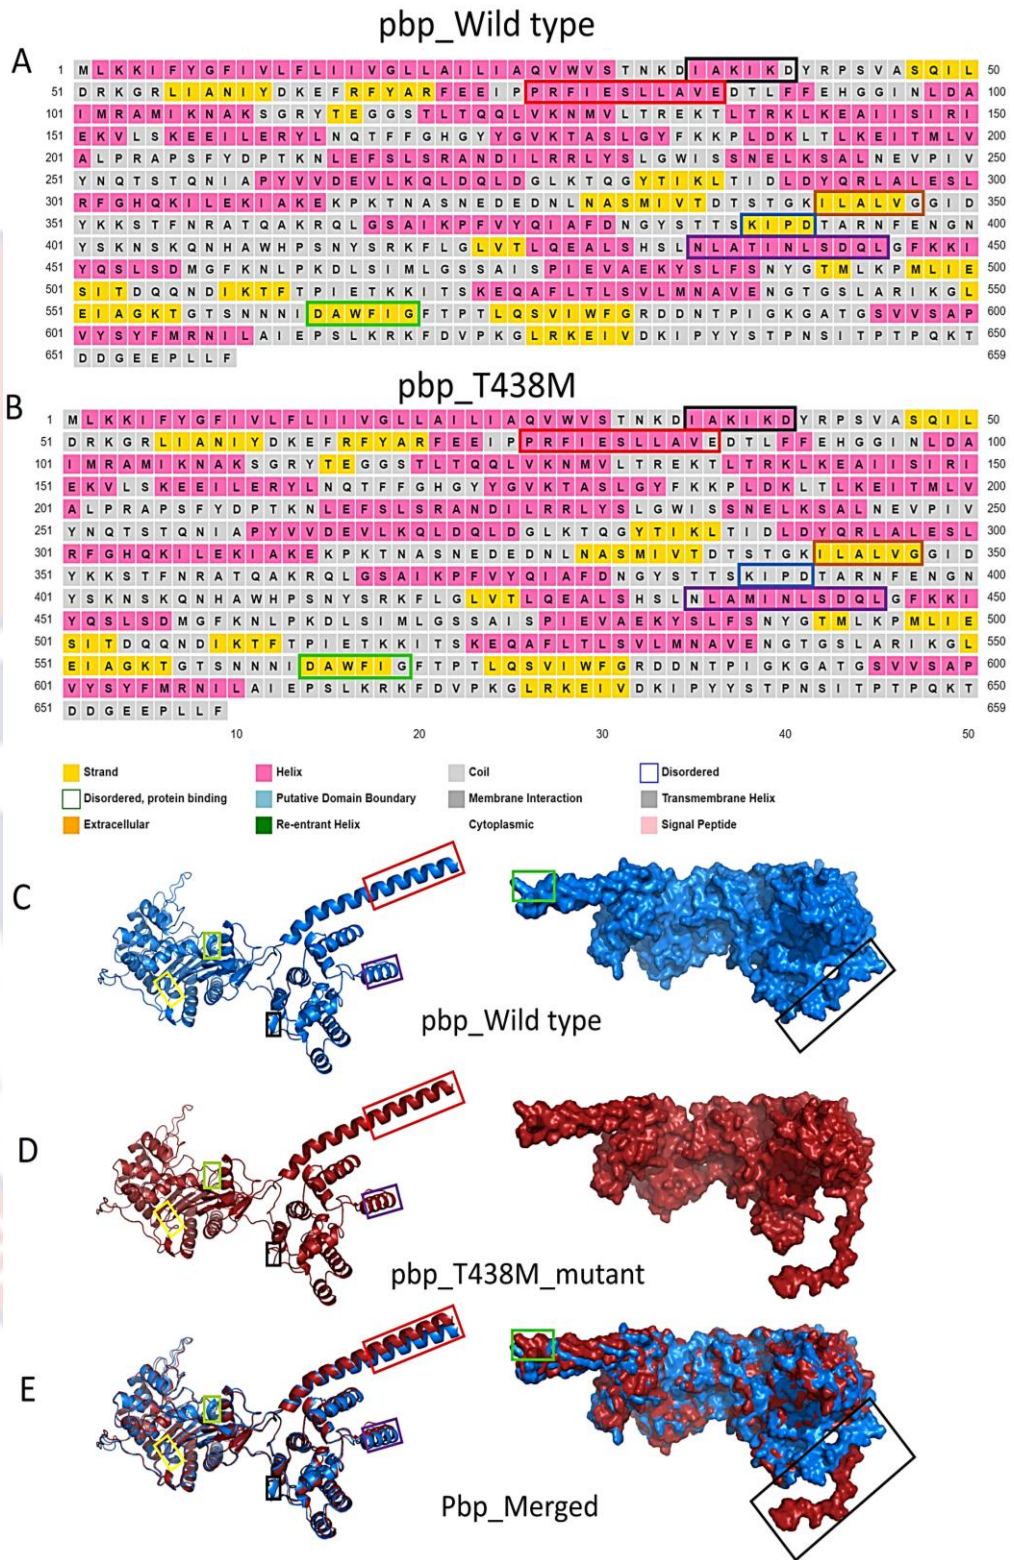 pbp_Wild type
A
1 M L K K I F Y G F I V L F L I I V G L L A I L I A Q V W V S T N K D I A K I K D Y R P S V A S Q I L 50
51 D R K G R L I A N I Y D K E F R F Y A R F E E I P P R F I E S L L A V E D T L F F E H G G I N L D A 100
101 I M R A M I K N A K S G R Y T E G G S T L T Q Q L V K N M V L T R E K T L T R K L K E A I I S I R I 150
151 E K V L S K E E I L E R Y L N Q T F F G H G Y Y G V K T A S L G Y F K K P L D K L T L K E I T M L V 200
201 A L P R A P S F Y D P T K N L E F S L S R A N D I L R R L Y S L G W I S S N E L K S A L N E V P I V 250
251 Y N Q T S T Q N I A P Y V V D E V L K Q L D Q L D G L K T Q G Y T I K L T I D L D Y Q R L A L E S L 300
301 R F G H Q K I L E K I A K E K P K T N A S N E D E D N L N A S M I V T D T S T G K I L A L V G G I D 350
351 Y K K S T F N R A T Q A K R Q L G S A I K P F V Y Q I A F D N G Y S T T S K I P D T A R N F E N G N 400
401 Y S K N S K Q N H A W H P S N Y S R K F L G L V T L Q E A L S H S L N L A T I N L S D Q L G F K K I 450
451 Y Q S L S D M G F K N L P K D L S I M L G S S A I S P I E V A E K Y S L F S N Y G T M L K P M L I E 500
501 S I T D Q Q N D I K T F T P I E T K K I T S K E Q A F L T L S V L M N A V E N G T G S L A R I K G L 550
551 E I A G K T G T S N N N I D A W F I G F T P T L Q S V I W F G R D D N T P I G K G A T G S V V S A P 600
601 V Y S Y F M R N I L A I E P S L K R K F D V P K G L R K E I V D K I P Y Y S T P N S I T P T P Q K T 650
651 D D G E E P L L F 659
pbp_T438M
B
1 M L K K I F Y G F I V L F L I I V G L L A I L I A Q V W V S T N K D I A K I K D Y R P S V A S Q I L 50
51 D R K G R L I A N I Y D K E F R F Y A R F E E I P P R F I E S L L A V E D T L F F E H G G I N L D A 100
101 I M R A M I K N A K S G R Y T E G G S T L T Q Q L V K N M V L T R E K T L T R K L K E A I I S I R I 150
151 E K V L S K E E I L E R Y L N Q T F F G H G Y Y G V K T A S L G Y F K K P L D K L T L K E I T M L V 200
201 A L P R A P S F Y D P T K N L E F S L S R A N D I L R R L Y S L G W I S S N E L K S A L N E V P I V 250
251 Y N Q T S T Q N I A P Y V V D E V L K Q L D Q L D G L K T Q G Y T I K L T I D L D Y Q R L A L E S L 300
301 R F G H Q K I L E K I A K E K P K T N A S N E D E D N L N A S M I V T D T S T G K I L A L V G G I D 350
351 Y K K S T F N R A T Q A K R Q L G S A I K P F V Y Q I A F D N G Y S T T S K I P D T A R N F E N G N 400
401 Y S K N S K Q N H A W H P S N Y S R K F L G L V T L Q E A L S H S L N L A M I N L S D Q L G F K K I 450
451 Y Q S L S D M G F K N L P K D L S I M L G S S A I S P I E V A E K Y S L F S N Y G T M L K P M L I E 500
501 S I T D Q Q N D I K T F T P I E T K K I T S K E Q A F L T L S V L M N A V E N G T G S L A R I K G L 550
551 E I A G K T G T S N N N I D A W F I G F T P T L Q S V I W F G R D D N T P I G K G A T G S V V S A P 600
601 V Y S Y F M R N I L A I E P S L K R K F D V P K G L R K E I V D K I P Y Y S T P N S I T P T P Q K T 650
651 D D G E E P L L F 659
10 20 30 40 50
Strand Helix Coil Disordered
Disordered, protein binding Putative Domain Boundary Membrane Interaction Transmembrane Helix
Extracellular Re-entrant Helix Cytoplasmic Signal Peptide
C
pbp_Wild type
D
pbp_T438M_mutant
E
Pbp_Merged